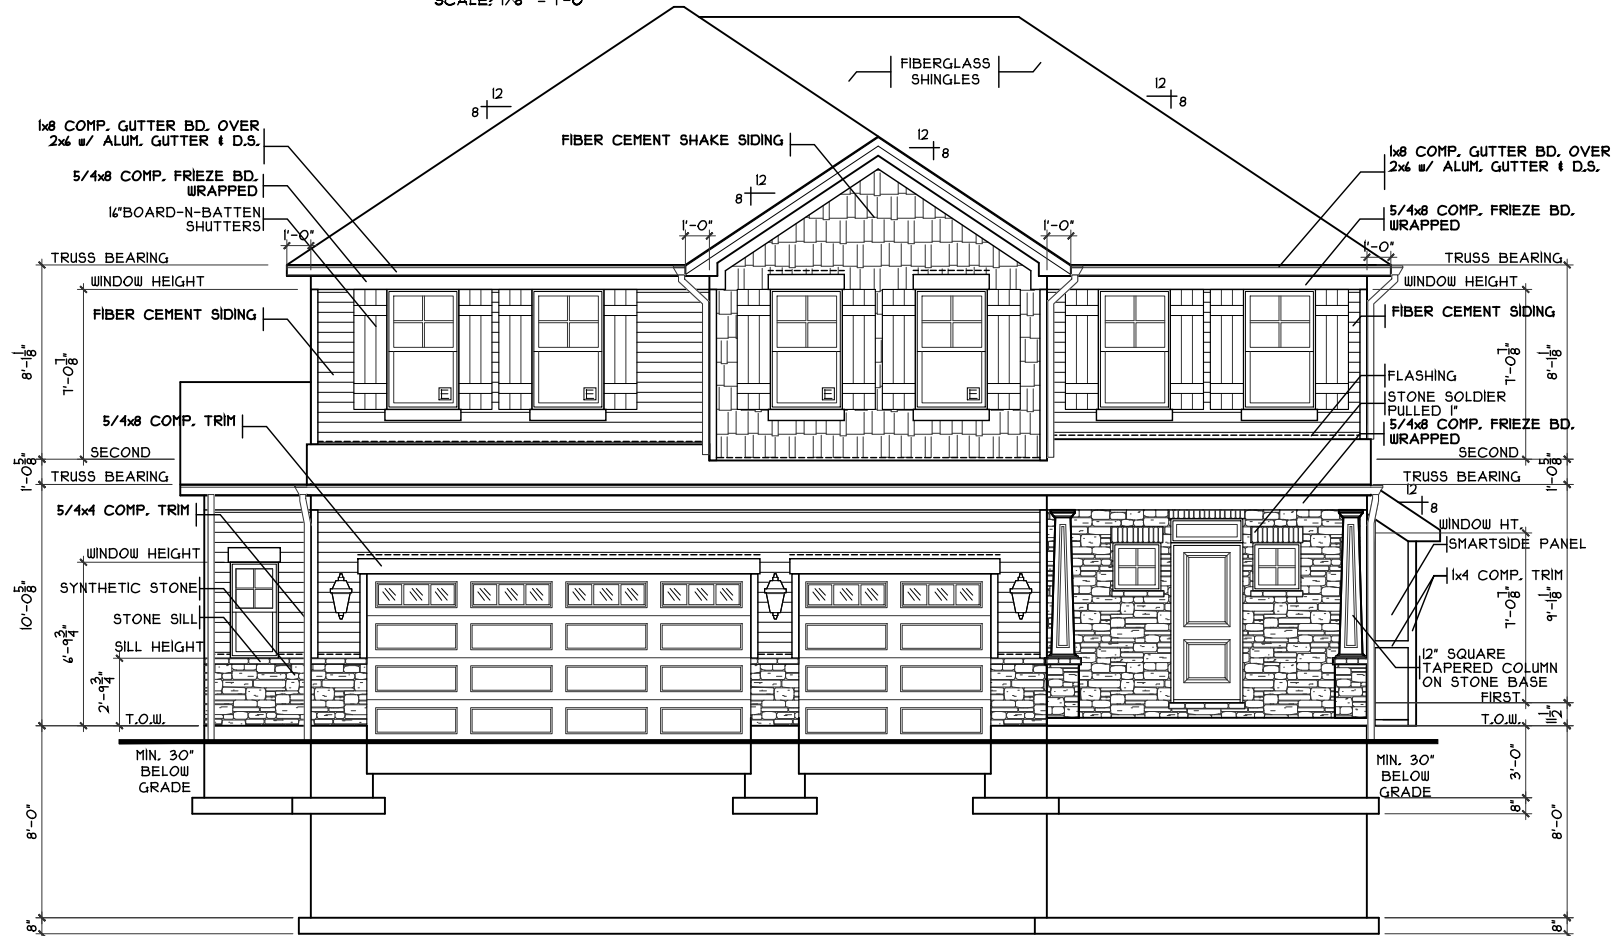 SCALE: 1/8" = 1'-0"
12
8
FIBERGLASS
SHINGLES
12
8
1x8 COMP. GUTTER BD. OVER
2x6 w/ ALUM. GUTTER & D.S.
5/4x8 COMP. FRIEZE BD.
WRAPPED
16"BOARD-N-BATTEN
SHUTTERS
FIBER CEMENT SHAKE SIDING
12
8
12
8
1x8 COMP. GUTTER BD. OVER
2x6 w/ ALUM. GUTTER & D.S.
5/4x8 COMP. FRIEZE BD.
WRAPPED
1'-0"
1'-0"
1'-0"
1'-0"
TRUSS BEARING
WINDOW HEIGHT
FIBER CEMENT SIDING
8'-1 1/8"
7'-0 7/8"
TRUSS BEARING
WINDOW HEIGHT
FIBER CEMENT SIDING
7'-0 7/8"
8'-1 1/8"
E
E
E
E
FLASHING
STONE SOLDIER
PULLED 1"
5/4x8 COMP. FRIEZE BD.
WRAPPED
5/4x8 COMP. TRIM
SECOND
1'-0 5/8"
TRUSS BEARING
SECOND
1'-0 5/8"
TRUSS BEARING
12
8
5/4x4 COMP. TRIM
WINDOW HEIGHT
SYNTHETIC STONE
STONE SILL
SILL HEIGHT
10'-0 5/8"
6'-9 3/4"
2'-9 3/4"
T.O.W.
WINDOW HT.
SMARTSIDE PANEL
1x4 COMP. TRIM
7'-0 7/8"
9'-1 1/8"
12" SQUARE
TAPERED COLUMN
ON STONE BASE
FIRST
T.O.W.
11 1/2"
MIN. 30"
BELOW
GRADE
MIN. 30"
BELOW
GRADE
3'-0"
8"
8'-0"
8'-0"
8"
8"